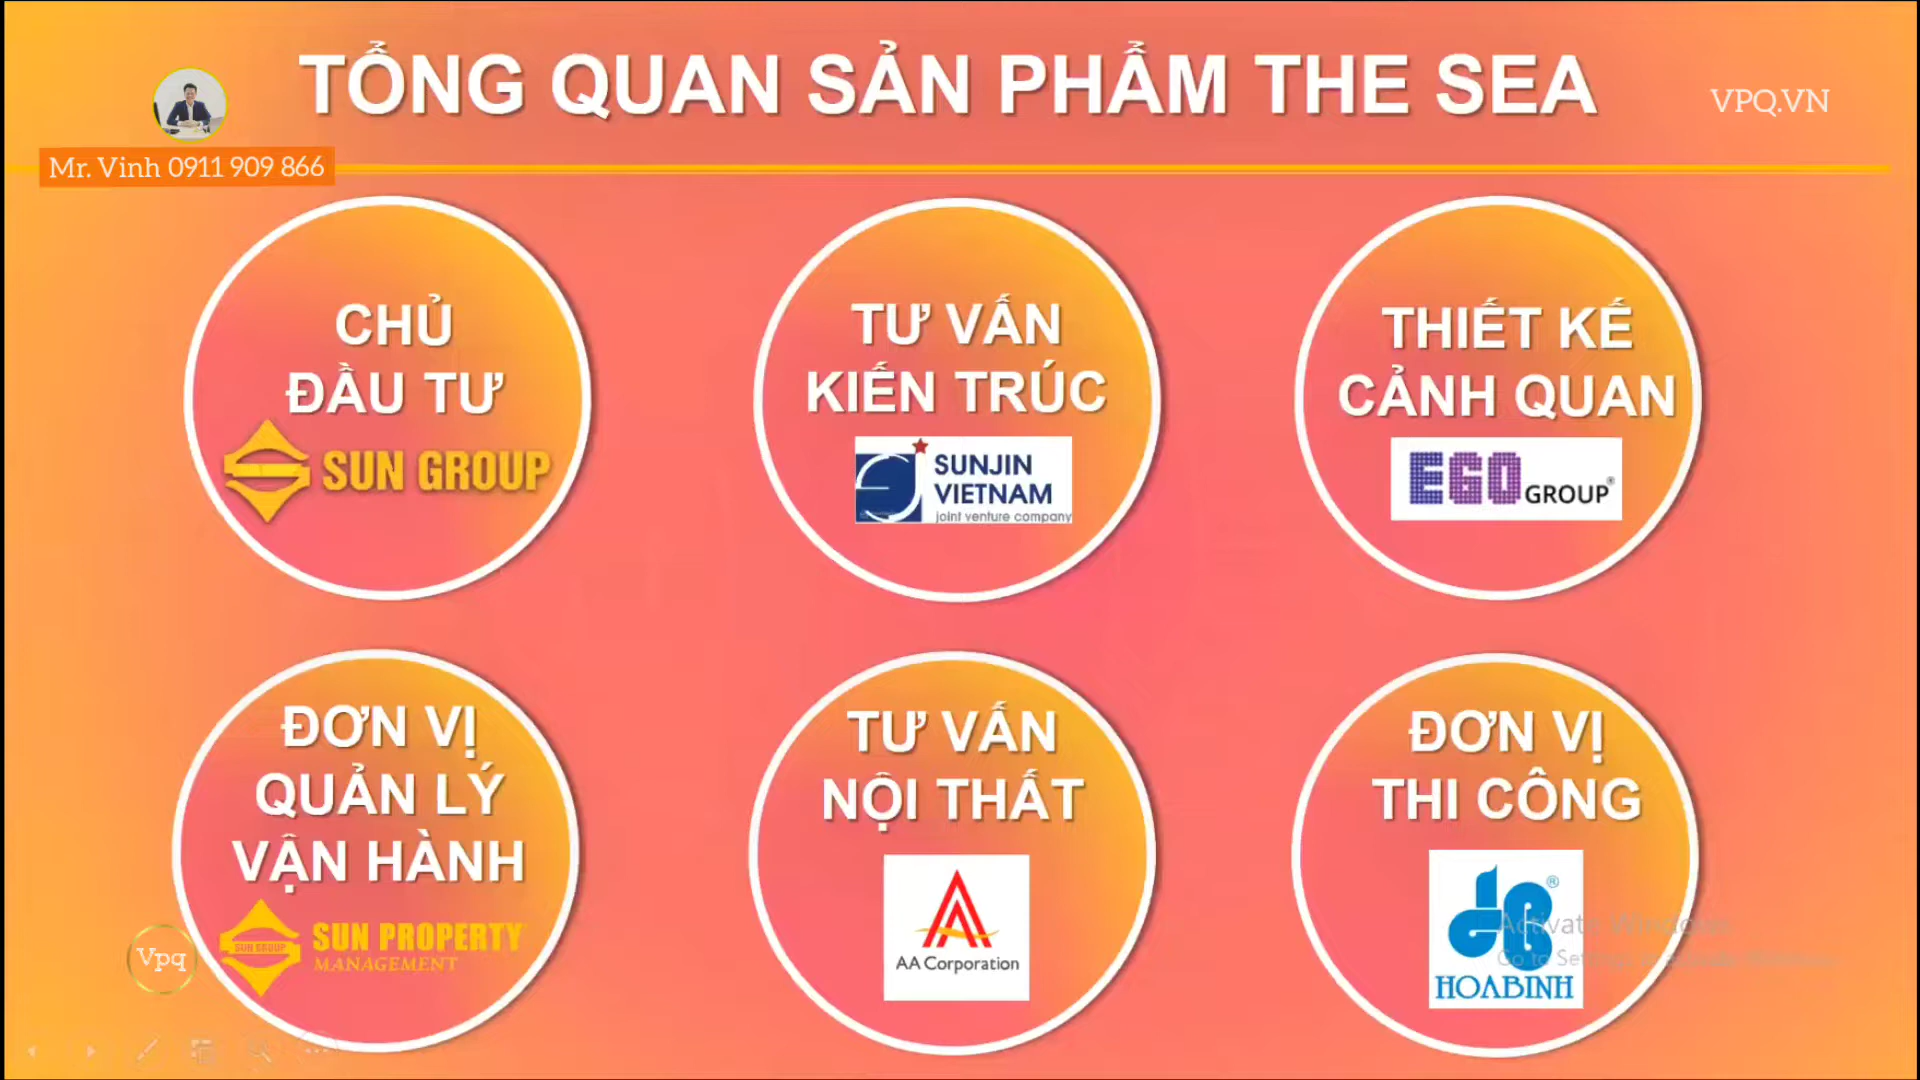 TỔNG QUAN SẢN PHẨM THE SEA
VPQ.VN
Mr. Vinh 0911 909 866
CHỦ
ĐẦU TƯ
SUN GROUP
TƯ VẤN
KIẾN TRÚC
SUNJIN
VIETNAM
joint venture company
THIẾT KẾ
CẢNH QUAN
EGO GROUP®
ĐƠN VỊ
QUẢN LÝ
VẬN HÀNH
SUN GROUP
SUN PROPERTY
MANAGEMENT
Vpq
TƯ VẤN
NỘI THẤT
AA Corporation
ĐƠN VỊ
THI CÔNG
®
HOABINH
Activate Windows